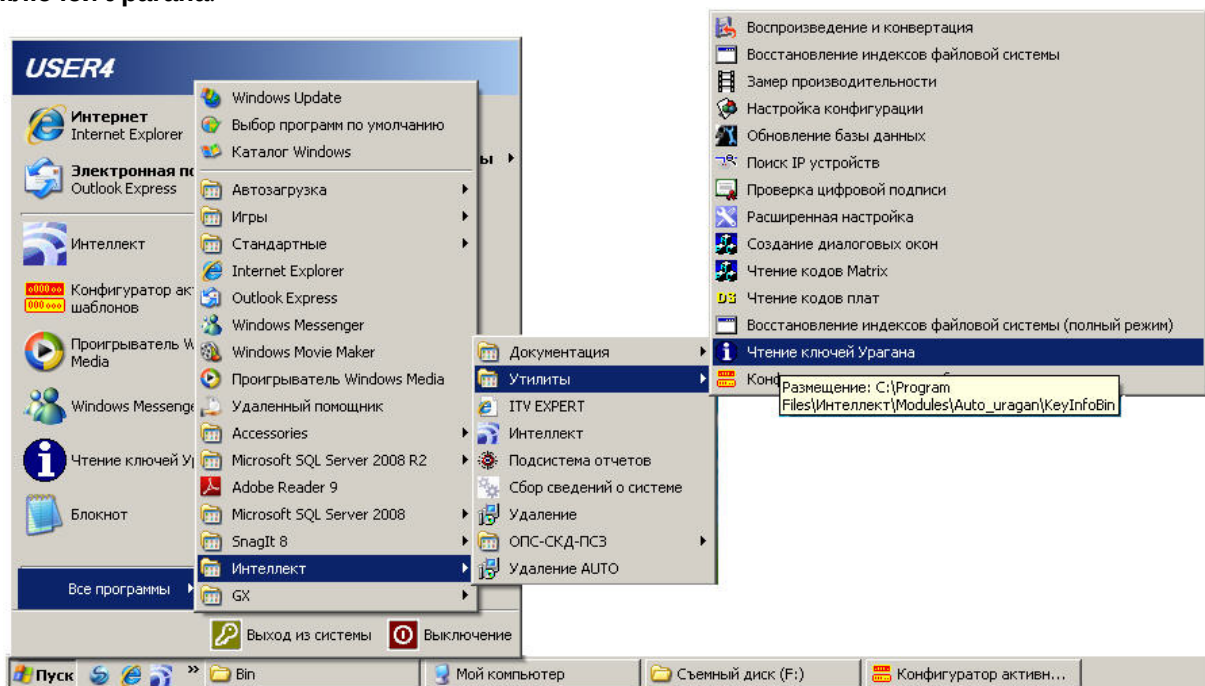 USER4
Интернет
Internet Explorer
Электронная по
Outlook Express
Интеллект
Конфигуратор ак
шаблонов
Проигрыватель W
Media
Windows Messenge
Чтение ключей У
Блокнот
Все программы
Windows Update
Выбор программ по умолчанию
Каталог Windows
Автозагрузка
Игры
Стандартные
Internet Explorer
Outlook Express
Windows Messenger
Windows Movie Maker
Проигрыватель Windows Media
Удаленный помощник
Accessories
Microsoft SQL Server 2008 R2
Adobe Reader 9
Microsoft SQL Server 2008
SnagIt 8
Интеллект
GX
ы
Документация
Утилиты
ITV EXPERT
Интеллект
Подсистема отчетов
Сбор сведений о системе
Удаление
ОПС-СКД-ПСЗ
Удаление AUTO
Воспроизведение и конвертация
Восстановление индексов файловой системы
Замер производительности
Настройка конфигурации
Обновление базы данных
Поиск IP устройств
Проверка цифровой подписи
Расширенная настройка
Создание диалоговых окон
Чтение кодов Matrix
Чтение кодов плат
Восстановление индексов файловой системы (полный режим)
Чтение ключей Урагана
Размещение: C:\Program
Files\Интеллект\Modules\Auto_uragan\KeyInfoBin
Выход из системы
Выключение
Пуск
Bin
Мой компьютер
Съемный диск (F:)
Конфигуратор активн...